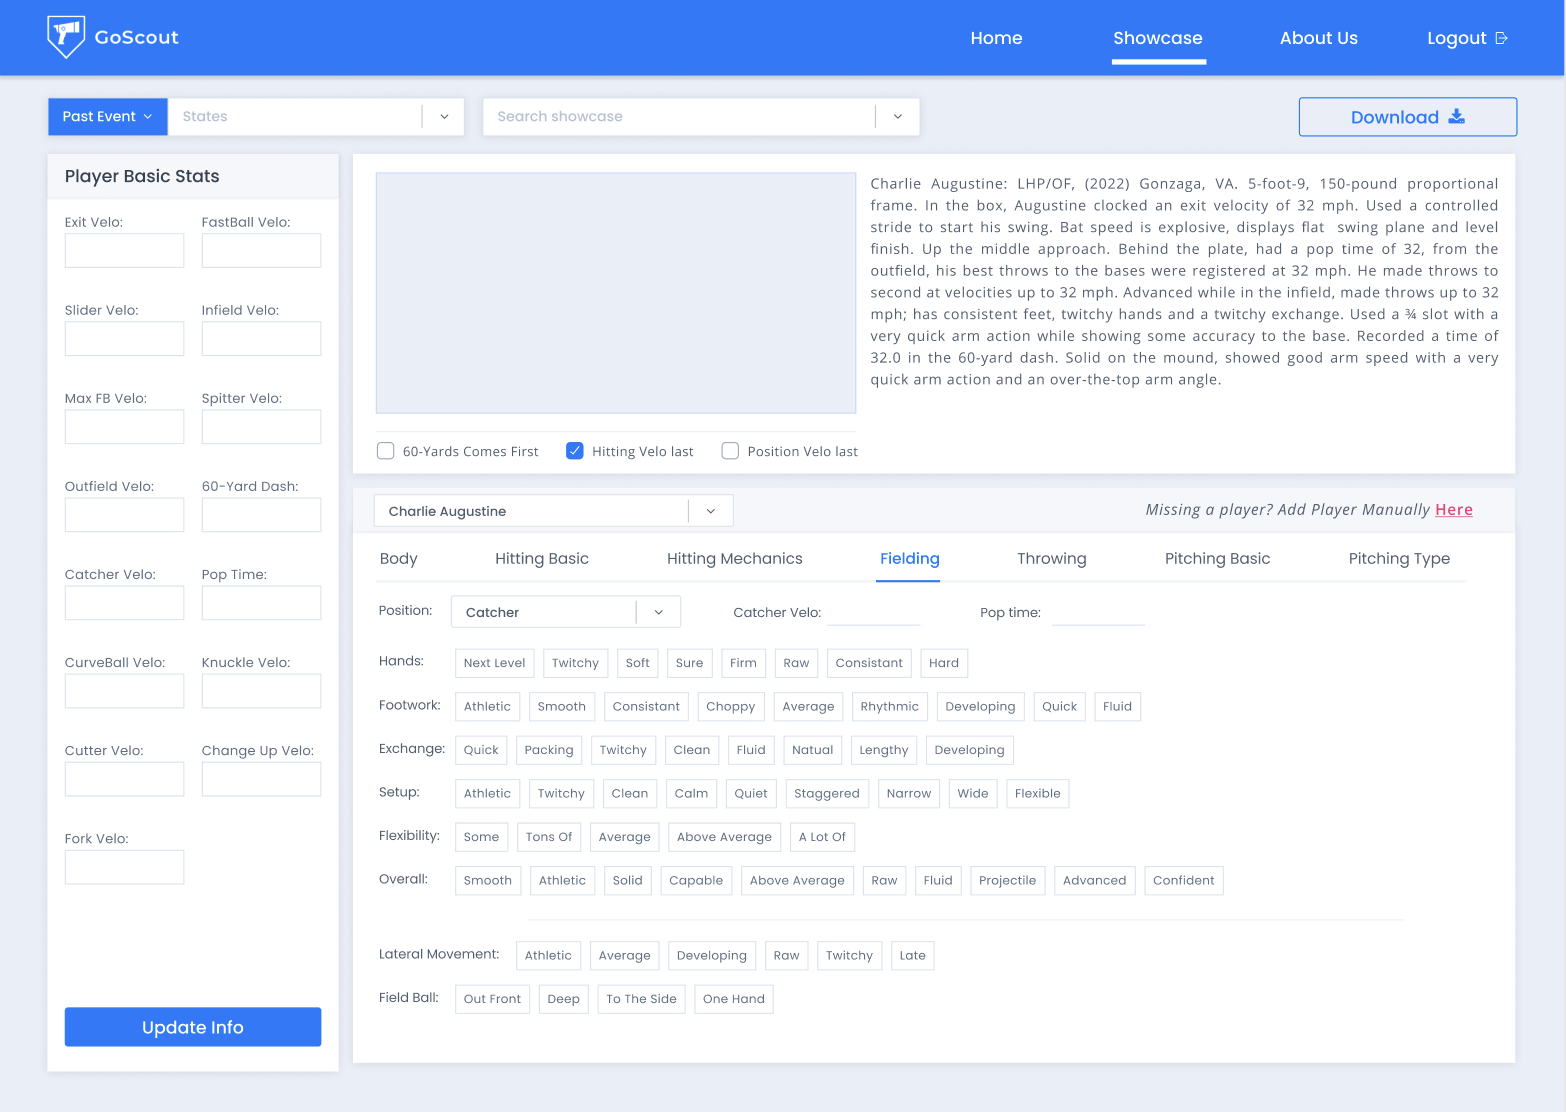 GoScout
Home
Showcase
About Us
Logout
Past Event
States
Search showcase
Download
Player Basic Stats
Exit Velo:
FastBall Velo:
Slider Velo:
Infield Velo:
Max FB Velo:
Spitter Velo:
Outfield Velo:
60-Yard Dash:
Catcher Velo:
Pop Time:
CurveBall Velo:
Knuckle Velo:
Cutter Velo:
Change Up Velo:
Fork Velo:
Update Info
Charlie Augustine: LHP/OF, (2022) Gonzaga, VA. 5-foot-9, 150-pound proportional
frame. In the box, Augustine clocked an exit velocity of 32 mph. Used a controlled
stride to start his swing. Bat speed is explosive, displays flat swing plane and level
finish. Up the middle approach. Behind the plate, had a pop time of 32, from the
outfield, his best throws to the bases were registered at 32 mph. He made throws to
second at velocities up to 32 mph. Advanced while in the infield, made throws up to 32
mph; has consistent feet, twitchy hands and a twitchy exchange. Used a ¾ slot with a
very quick arm action while showing some accuracy to the base. Recorded a time of
32.0 in the 60-yard dash. Solid on the mound, showed good arm speed with a very
quick arm action and an over-the-top arm angle.
60-Yards Comes First
Hitting Velo last
Position Velo last
Charlie Augustine
Missing a player? Add Player Manually Here
Body
Hitting Basic
Hitting Mechanics
Fielding
Throwing
Pitching Basic
Pitching Type
Position:
Catcher
Catcher Velo:
Pop time:
Hands:
Next Level
Twitchy
Soft
Sure
Firm
Raw
Consistant
Hard
Footwork:
Athletic
Smooth
Consistant
Choppy
Average
Rhythmic
Developing
Quick
Fluid
Exchange:
Quick
Packing
Twitchy
Clean
Fluid
Natual
Lengthy
Developing
Setup:
Athletic
Twitchy
Clean
Calm
Quiet
Staggered
Narrow
Wide
Flexible
Flexibility:
Some
Tons Of
Average
Above Average
A Lot Of
Overall:
Smooth
Athletic
Solid
Capable
Above Average
Raw
Fluid
Projectile
Advanced
Confident
Lateral Movement:
Athletic
Average
Developing
Raw
Twitchy
Late
Field Ball:
Out Front
Deep
To The Side
One Hand